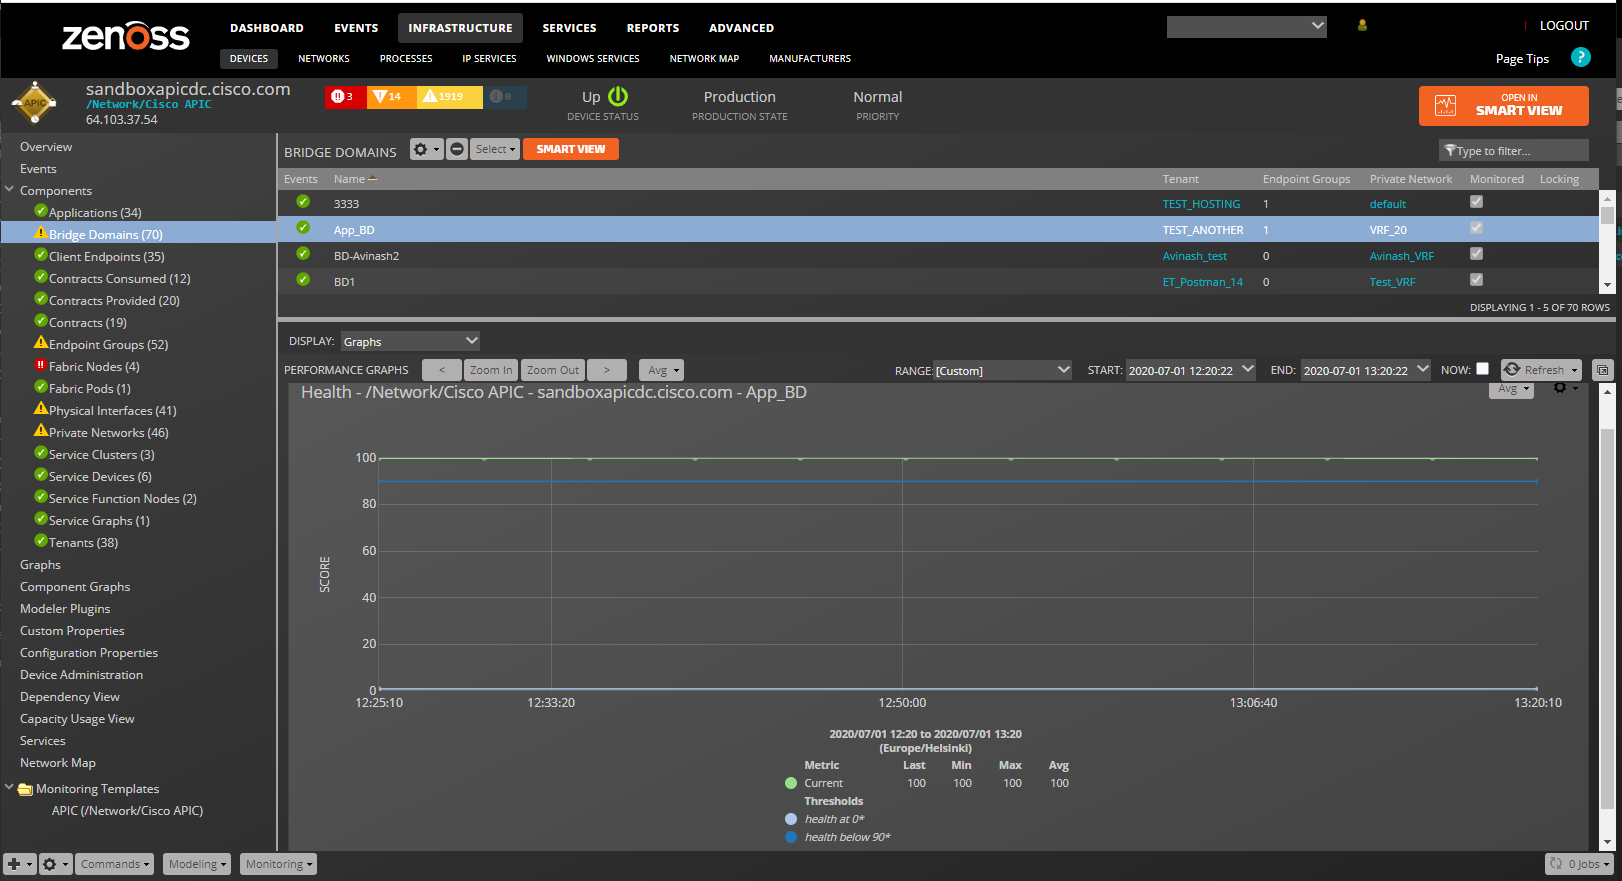 zenoss
DASHBOARD EVENTS INFRASTRUCTURE SERVICES REPORTS ADVANCED
LOGOUT
DEVICES NETWORKS PROCESSES IP SERVICES WINDOWS SERVICES NETWORK MAP MANUFACTURERS
Page Tips ?
APIC
sandboxapicdc.cisco.com
/Network/Cisco APIC
64.103.37.54
3 14 1919 0
Up
DEVICE STATUS
Production
PRODUCTION STATE
Normal
PRIORITY
OPEN IN
SMART VIEW
Overview
Events
Components
Applications (34)
Bridge Domains (70)
Client Endpoints (35)
Contracts Consumed (12)
Contracts Provided (20)
Contracts (19)
Endpoint Groups (52)
Fabric Nodes (4)
Fabric Pods (1)
Physical Interfaces (41)
Private Networks (46)
Service Clusters (3)
Service Devices (6)
Service Function Nodes (2)
Service Graphs (1)
Tenants (38)
Graphs
Component Graphs
Modeler Plugins
Custom Properties
Configuration Properties
Device Administration
Dependency View
Capacity Usage View
Services
Network Map
Monitoring Templates
APIC (/Network/Cisco APIC)
BRIDGE DOMAINS Select SMART VIEW Type to filter...
Events Name Tenant Endpoint Groups Private Network Monitored Locking
3333 TEST_HOSTING 1 default
App_BD TEST_ANOTHER 1 VRF_20
BD-Avinash2 Avinash_test 0 Avinash_VRF
BD1 ET_Postman_14 0 Test_VRF
DISPLAYING 1 - 5 OF 70 ROWS
DISPLAY: Graphs
PERFORMANCE GRAPHS < Zoom In Zoom Out > Avg RANGE: [Custom] START: 2020-07-01 12:20:22 END: 2020-07-01 13:20:22 NOW: Refresh
Health - /Network/Cisco APIC - sandboxapicdc.cisco.com - App_BD
Avg
SCORE
100
80
60
40
20
0
12:25:10 12:33:20 12:50:00 13:06:40 13:20:10
2020/07/01 12:20 to 2020/07/01 13:20
(Europe/Helsinki)
Metric Last Min Max Avg
Current 100 100 100 100
Thresholds
health at 0*
health below 90*
Commands Modeling Monitoring
0 Jobs